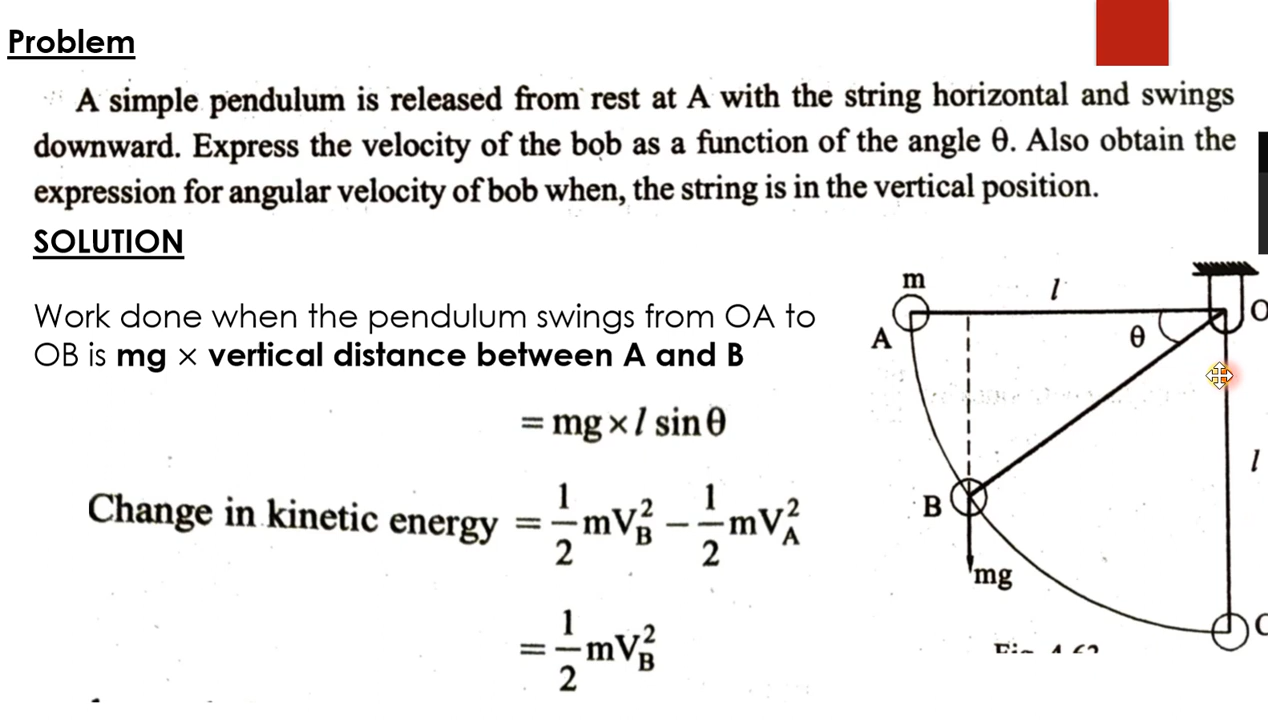 Problem
A simple pendulum is released from rest at A with the string horizontal and swings
downward. Express the velocity of the bob as a function of the angle θ. Also obtain the
expression for angular velocity of bob when, the string is in the vertical position.
SOLUTION
Work done when the pendulum swings from OA to
OB is mg × vertical distance between A and B
= mg × l sin θ
Change in kinetic energy = 1/2 mV_B^2 − 1/2 mV_A^2
= 1/2 mV_B^2
m
l
O
A
θ
l
B
mg